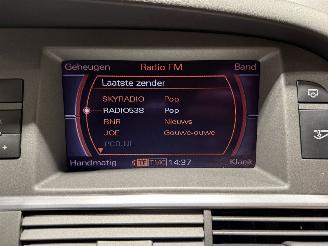 Geheugen Radio FM Band
Laatste zender
SKYRADIO Pop
RADIO538 Pop
BNR Nieuws
JOE Gouwe-ouwe
Handmatig TP TMC 14:37 Klank